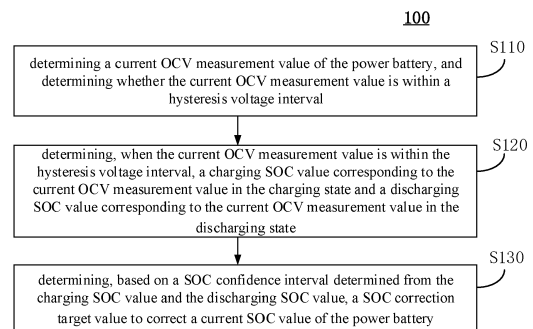 100
S110
determining a current OCV measurement value of the power battery, and
determining whether the current OCV measurement value is within a
hysteresis voltage interval
S120
determining, when the current OCV measurement value is within the
hysteresis voltage interval, a charging SOC value corresponding to the
current OCV measurement value in the charging state and a discharging
SOC value corresponding to the current OCV measurement value in the
discharging state
S130
determining, based on a SOC confidence interval determined from the
charging SOC value and the discharging SOC value, a SOC correction
target value to correct a current SOC value of the power battery